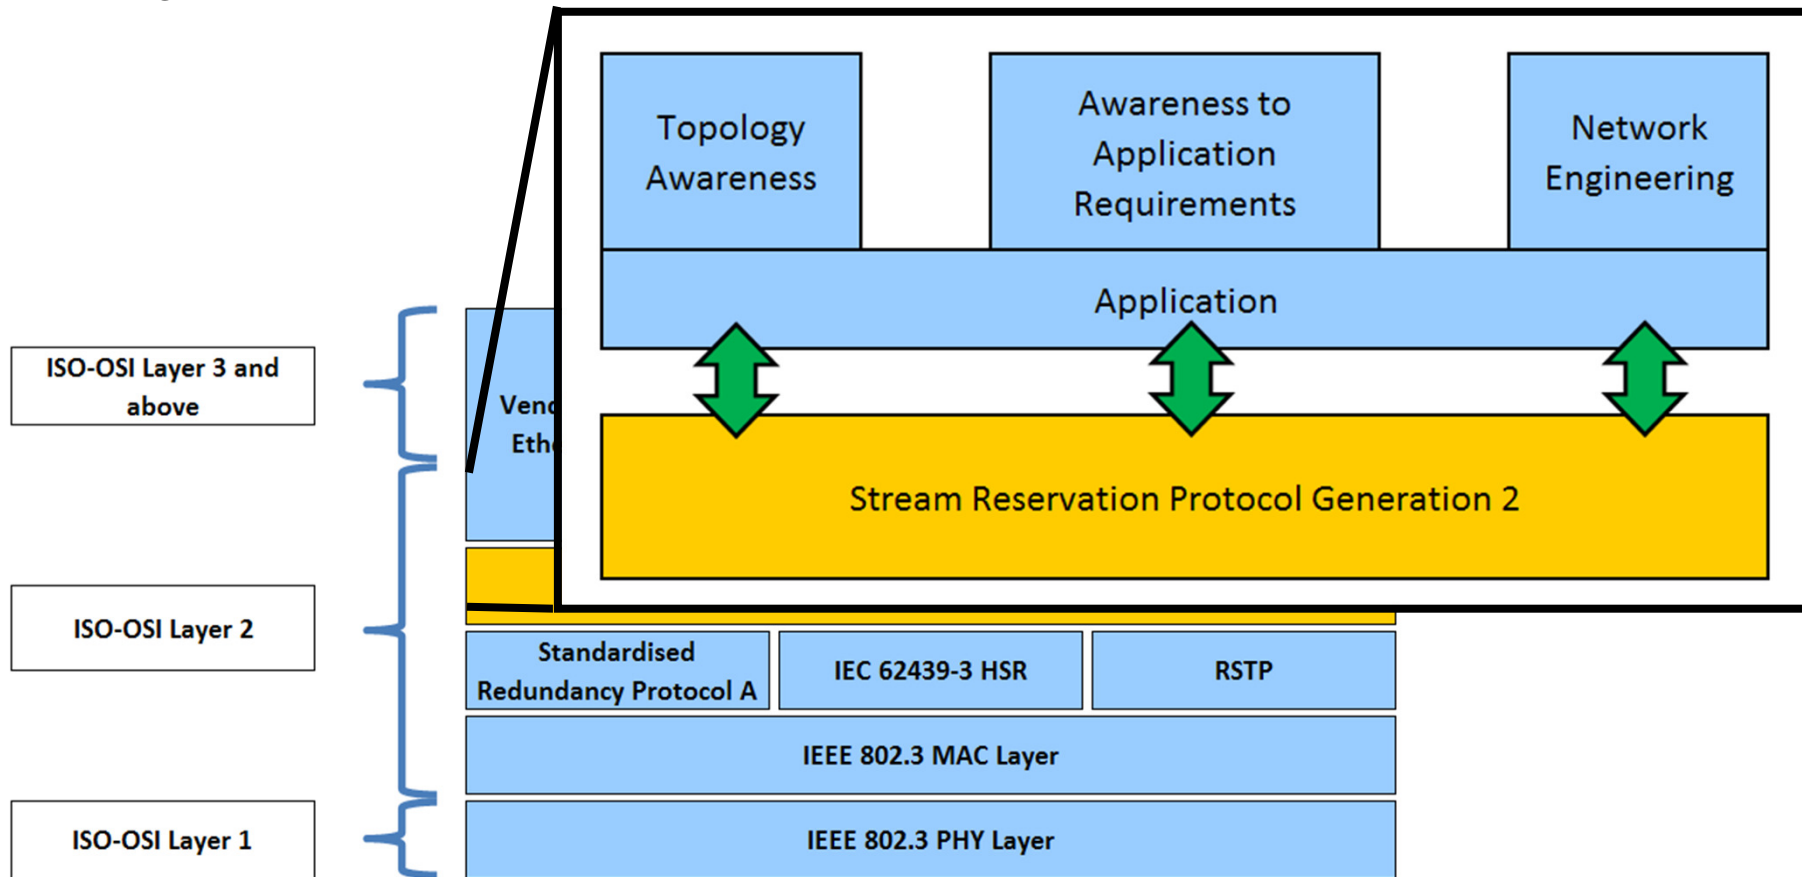 Topology
Awareness
Awareness to
Application
Requirements
Network
Engineering
Application
Stream Reservation Protocol Generation 2
ISO-OSI Layer 3 and
above
ISO-OSI Layer 2
Standardised
Redundancy Protocol A
IEC 62439-3 HSR
RSTP
IEEE 802.3 MAC Layer
ISO-OSI Layer 1
IEEE 802.3 PHY Layer